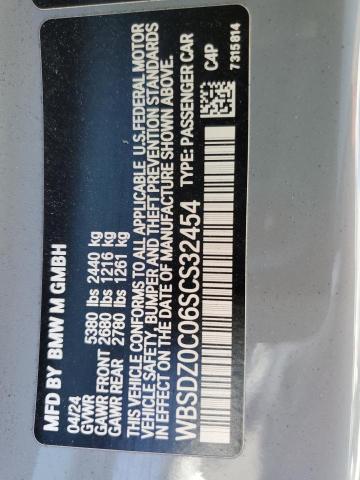 MFD BY BMW M GMBH
04/24
GVWR 5380 lbs 2440 kg
GAWR FRONT 2680 lbs 1216 kg
GAWR REAR 2780 lbs 1261 kg
THIS VEHICLE CONFORMS TO ALL APPLICABLE U.S. FEDERAL MOTOR
VEHICLE SAFETY, BUMPER AND THEFT PREVENTION STANDARDS
IN EFFECT ON THE DATE OF MANUFACTURE SHOWN ABOVE.
WBSDZ0C06SCS32454 TYPE: PASSENGER CAR
C4P
7315814